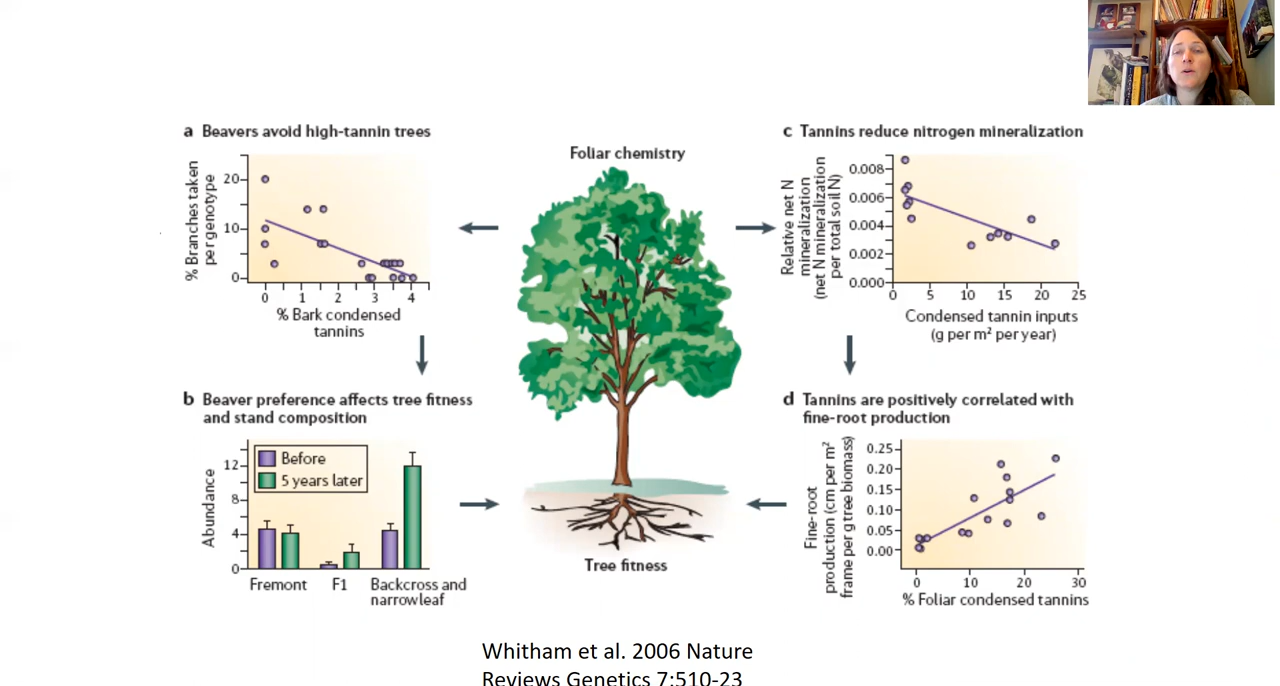 a Beavers avoid high-tannin trees
% Branches taken
per genotype
20
10
0
0 1 2 3 4
% Bark condensed
tannins
Foliar chemistry
c Tannins reduce nitrogen mineralization
Relative net N
mineralization
(net N mineralization
per total soil N)
0.008
0.006
0.004
0.002
0.000
0 5 10 15 20 25
Condensed tannin inputs
(g per m² per year)
b Beaver preference affects tree fitness
and stand composition
Abundance
12
8
4
0
Before
5 years later
Fremont F1 Backcross and
narrowleaf
Tree fitness
d Tannins are positively correlated with
fine-root production
Fine-root
production (cm per m²
frame per g tree biomass)
0.25
0.20
0.15
0.10
0.05
0.00
0 10 20 30
% Foliar condensed tannins
Whitham et al. 2006 Nature
Reviews Genetics 7:510-23